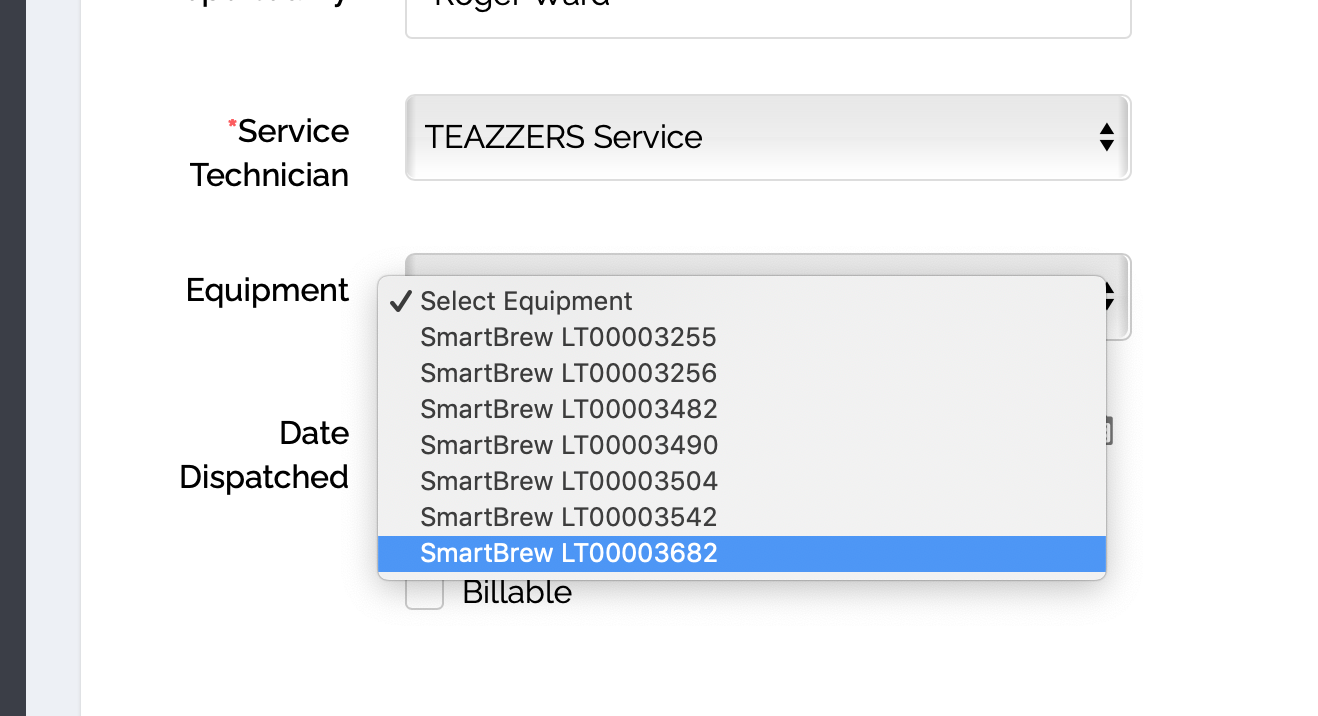 Roger Ward
*Service
Technician
TEAZZERS Service
Equipment
✓ Select Equipment
SmartBrew LT00003255
SmartBrew LT00003256
SmartBrew LT00003482
SmartBrew LT00003490
SmartBrew LT00003504
SmartBrew LT00003542
SmartBrew LT00003682
Date
Dispatched
Billable